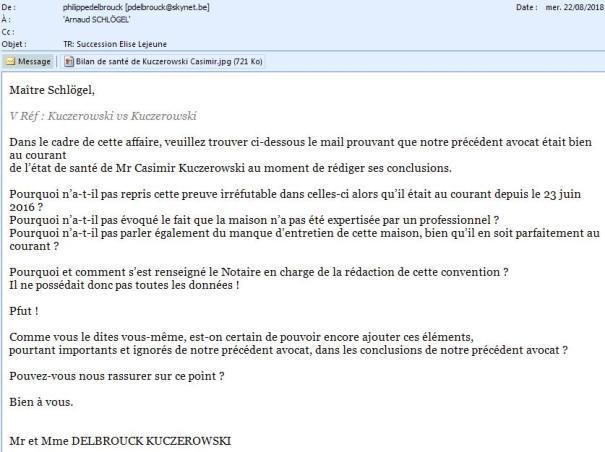 De : philippedelbrouck [pdelbrouck@skynet.be] Date : mer. 22/08/2018
À : 'Arnaud SCHLÖGEL'
Cc :
Objet : TR: Succession Elise Lejeune
Message Bilan de santé de Kuczerowski Casimir.jpg (721 Ko)
Maître Schlögel,
V Réf : Kuczerowski vs Kuczerowski
Dans le cadre de cette affaire, veuillez trouver ci-dessous le mail prouvant que notre précédent avocat était bien
au courant
de l'état de santé de Mr Casimir Kuczerowski au moment de rédiger ses conclusions.
Pourquoi n'a-t-il pas repris cette preuve irréfutable dans celles-ci alors qu'il était au courant depuis le 23 juin
2016 ?
Pourquoi n'a-t-il pas évoqué le fait que la maison n'a pas été expertisée par un professionnel ?
Pourquoi n'a-t-il pas parler également du manque d'entretien de cette maison, bien qu'il en soit parfaitement au
courant ?
Pourquoi et comment s'est renseigné le Notaire en charge de la rédaction de cette convention ?
Il ne possédait donc pas toutes les données !
Pfut !
Comme vous le dites vous-même, est-on certain de pouvoir encore ajouter ces éléments,
pourtant importants et ignorés de notre précédent avocat, dans les conclusions de notre précédent avocat ?
Pouvez-vous nous rassurer sur ce point ?
Bien à vous.
Mr et Mme DELBROUCK KUCZEROWSKI